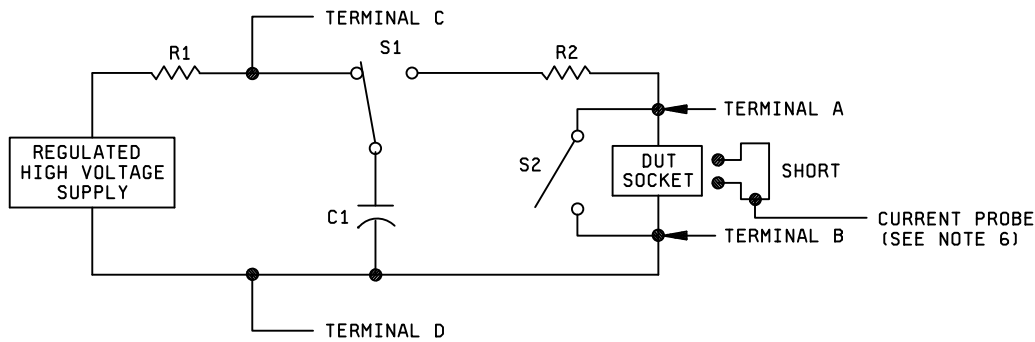 TERMINAL C
S1
R1
R2
TERMINAL A
REGULATED
HIGH VOLTAGE
SUPPLY
S2
DUT
SOCKET
SHORT
C1
CURRENT PROBE
(SEE NOTE 6)
TERMINAL B
TERMINAL D